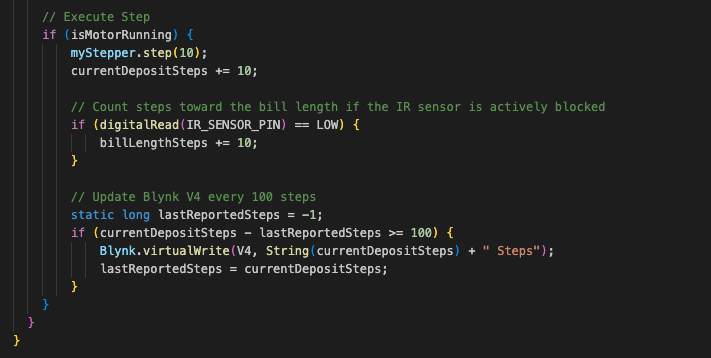 // Execute Step
if (isMotorRunning) {
myStepper.step(10);
currentDepositSteps += 10;
// Count steps toward the bill length if the IR sensor is actively blocked
if (digitalRead(IR_SENSOR_PIN) == LOW) {
billLengthSteps += 10;
}
// Update Blynk V4 every 100 steps
static long lastReportedSteps = -1;
if (currentDepositSteps - lastReportedSteps >= 100) {
Blynk.virtualWrite(V4, String(currentDepositSteps) + " Steps");
lastReportedSteps = currentDepositSteps;
}
}
}
}